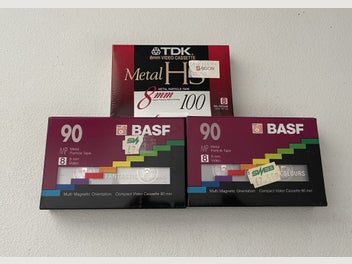 TDK
8mm VIDEO CASSETTE
Metal HS
METAL PARTICLE TAPE
8mm 100
90
BASF
MP Metal
Particle Tape
8 8 mm
Video
Multi Magnetic Orientation · Compact Video Cassette 90 min
90
BASF
MP Metal
Particle Tape
8 8 mm
Video
COLOURS
Multi Magnetic Orientation · Compact Video Cassette 90 min